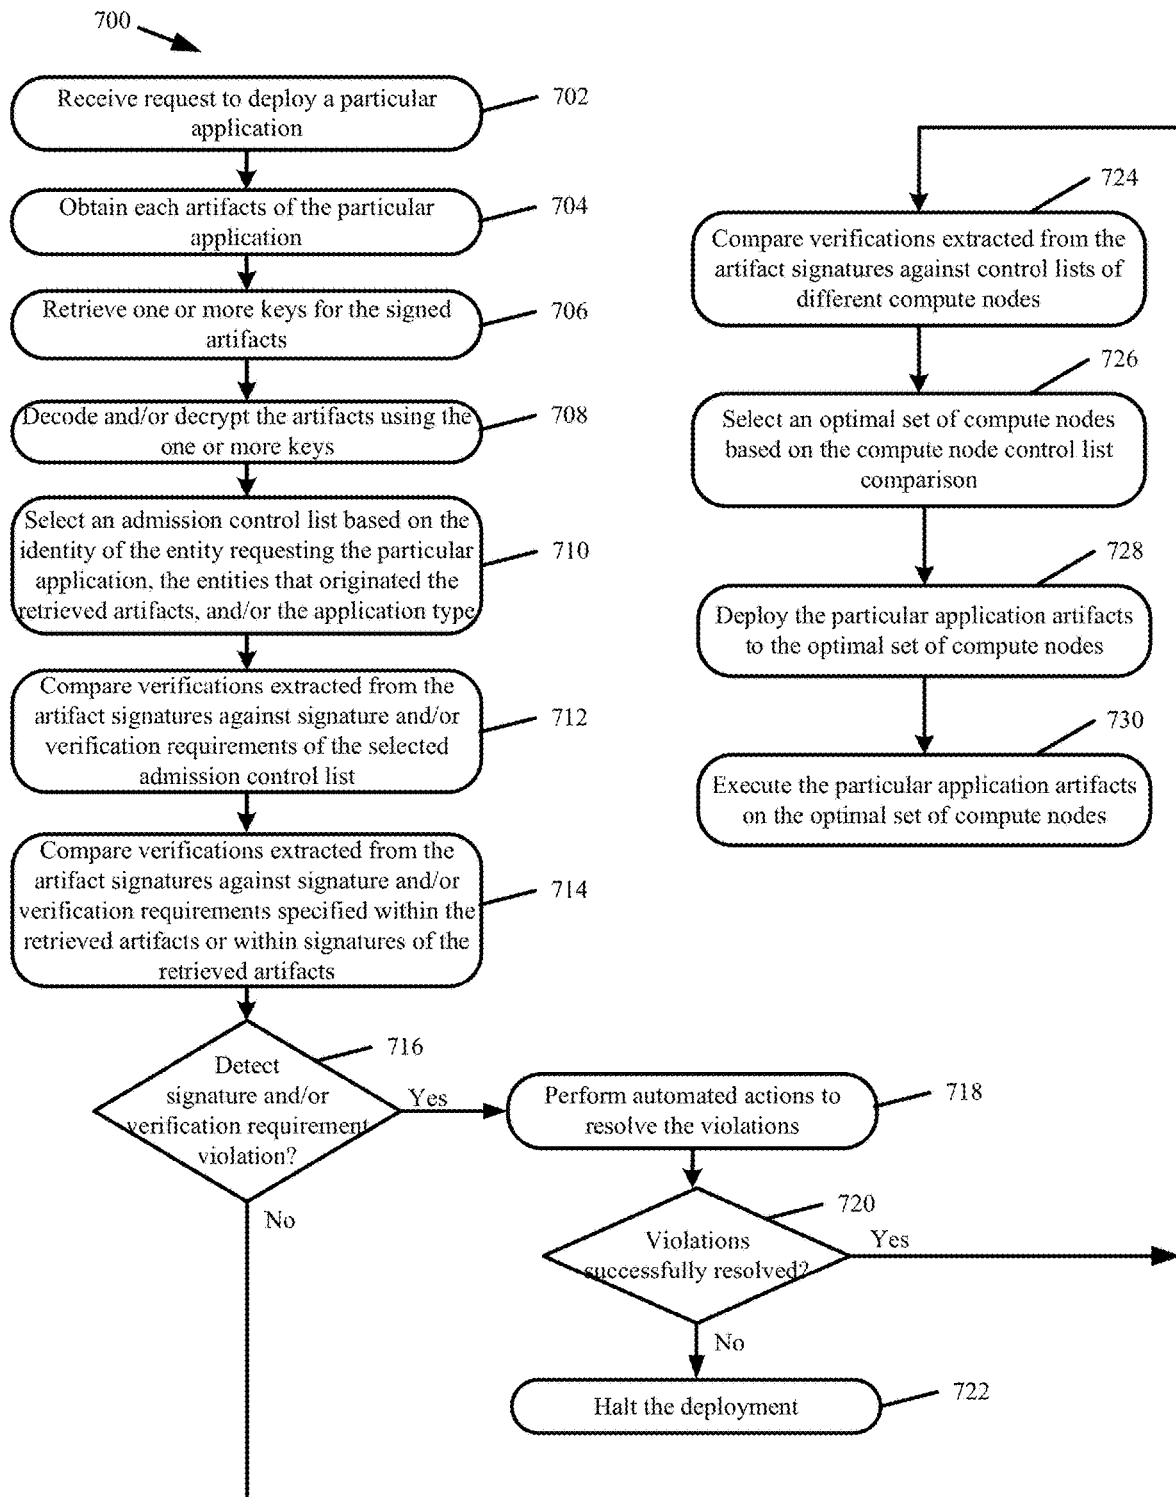 700
Receive request to deploy a particular
application
702
Obtain each artifacts of the particular
application
704
Retrieve one or more keys for the signed
artifacts
706
Decode and/or decrypt the artifacts using the
one or more keys
708
Select an admission control list based on the
identity of the entity requesting the particular
application, the entities that originated the
retrieved artifacts, and/or the application type
710
Compare verifications extracted from the
artifact signatures against signature and/or
verification requirements of the selected
admission control list
712
Compare verifications extracted from the
artifact signatures against signature and/or
verification requirements specified within the
retrieved artifacts or within signatures of the
retrieved artifacts
714
Detect
signature and/or
verification requirement
violation?
716
Yes
No
Perform automated actions to
resolve the violations
718
Violations
successfully resolved?
720
Yes
No
Halt the deployment
722
Compare verifications extracted from the
artifact signatures against control lists of
different compute nodes
724
Select an optimal set of compute nodes
based on the compute node control list
comparison
726
Deploy the particular application artifacts
to the optimal set of compute nodes
728
Execute the particular application artifacts
on the optimal set of compute nodes
730